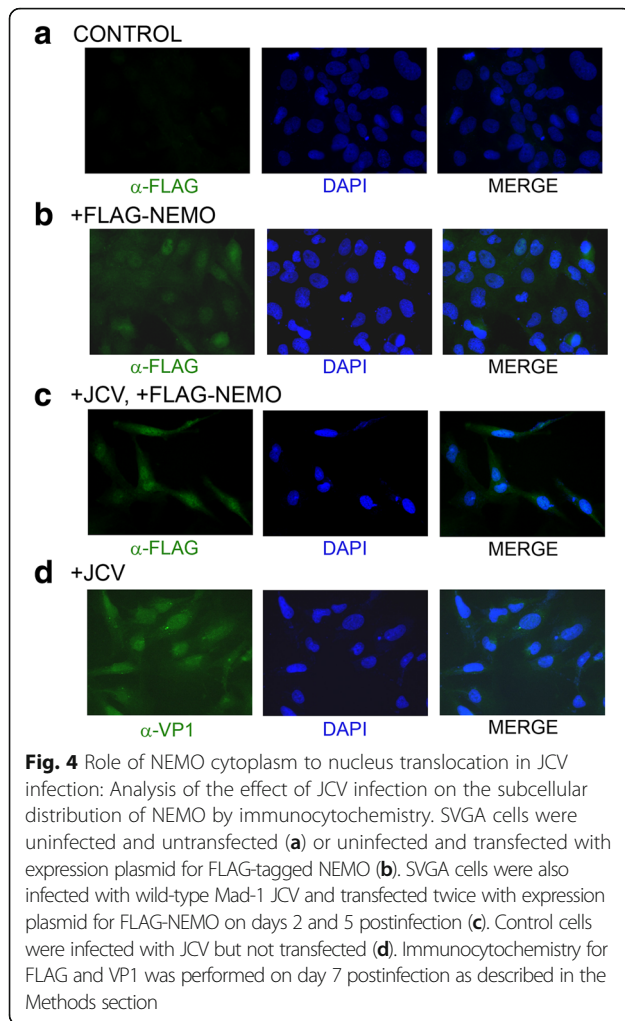 a CONTROL
α-FLAG DAPI MERGE
b +FLAG-NEMO
α-FLAG DAPI MERGE
c +JCV, +FLAG-NEMO
α-FLAG DAPI MERGE
d +JCV
α-VP1 DAPI MERGE
Fig. 4 Role of NEMO cytoplasm to nucleus translocation in JCV
infection: Analysis of the effect of JCV infection on the subcellular
distribution of NEMO by immunocytochemistry. SVGA cells were
uninfected and untransfected (a) or uninfected and transfected with
expression plasmid for FLAG-tagged NEMO (b). SVGA cells were also
infected with wild-type Mad-1 JCV and transfected twice with expression
plasmid for FLAG-NEMO on days 2 and 5 postinfection (c). Control cells
were infected with JCV but not transfected (d). Immunocytochemistry for
FLAG and VP1 was performed on day 7 postinfection as described in the
Methods section